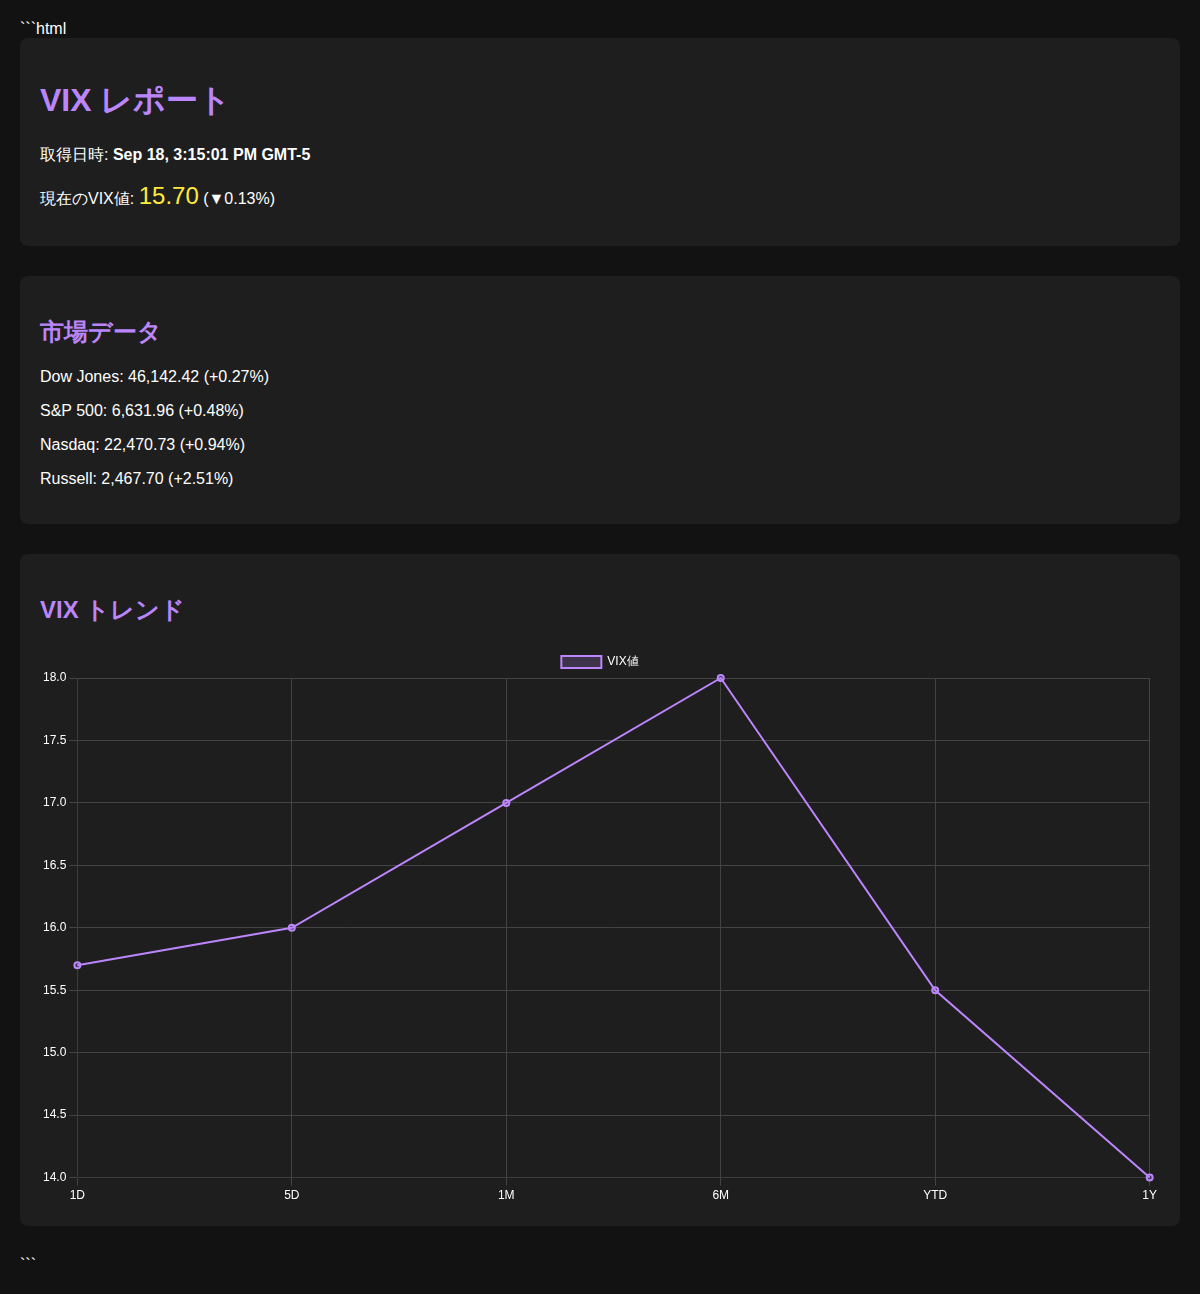 ```html
VIX レポート
取得日時: Sep 18, 3:15:01 PM GMT-5
現在のVIX値: 15.70 (▼0.13%)
市場データ
Dow Jones: 46,142.42 (+0.27%)
S&P 500: 6,631.96 (+0.48%)
Nasdaq: 22,470.73 (+0.94%)
Russell: 2,467.70 (+2.51%)
VIX トレンド
VIX値
18.0
17.5
17.0
16.5
16.0
15.5
15.0
14.5
14.0
1D 5D 1M 6M YTD 1Y
```